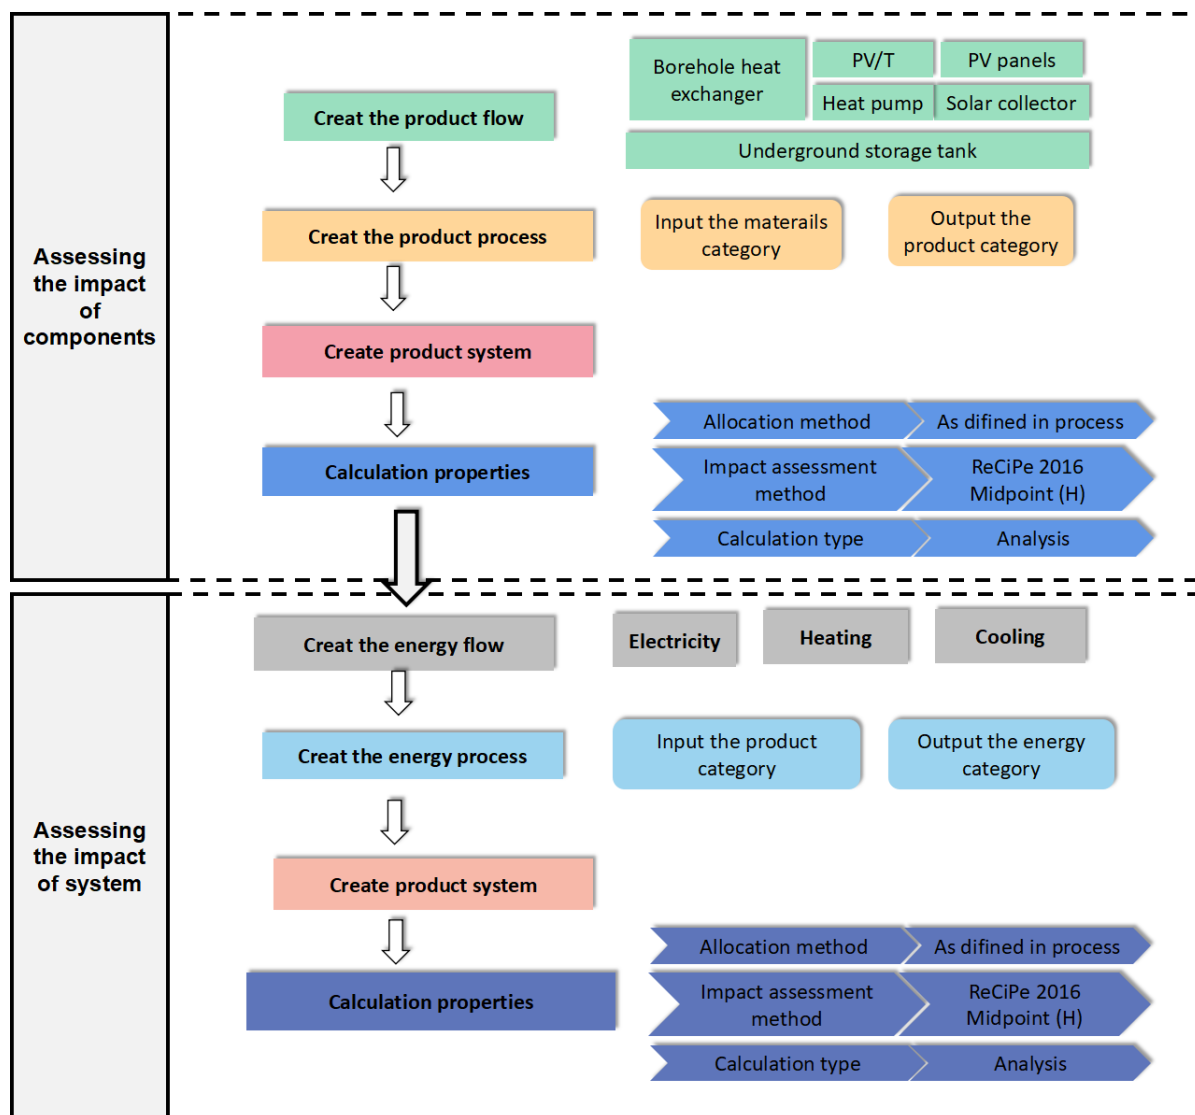 Assessing
the impact
of
components
Creat the product flow
Borehole heat
exchanger
PV/T
PV panels
Heat pump
Solar collector
Underground storage tank
Creat the product process
Input the materails
category
Output the
product category
Create product system
Calculation properties
Allocation method
As difined in process
Impact assessment
method
ReCiPe 2016
Midpoint (H)
Calculation type
Analysis
Assessing
the impact
of system
Creat the energy flow
Electricity
Heating
Cooling
Creat the energy process
Input the product
category
Output the energy
category
Create product system
Calculation properties
Allocation method
As difined in process
Impact assessment
method
ReCiPe 2016
Midpoint (H)
Calculation type
Analysis